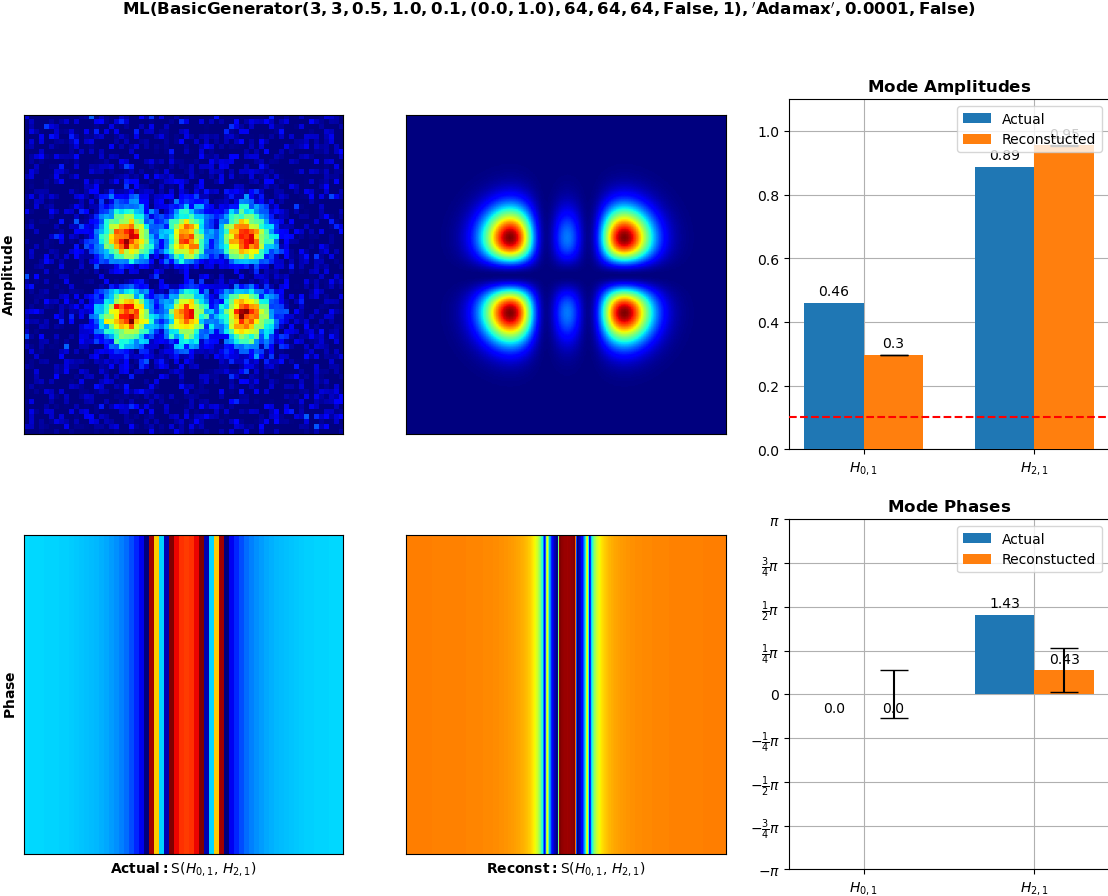 ML(BasicGenerator(3, 3, 0.5, 1.0, 0.1, (0.0, 1.0), 64, 64, 64, False, 1), 'Adamax', 0.0001, False)
Amplitude
Mode Amplitudes
Actual
Reconstucted
1.0
0.8
0.6
0.4
0.2
0.0
0.46
0.3
0.89
0.95
H0,1
H2,1
Phase
Actual: S(H0,1, H2,1)
Reconst: S(H0,1, H2,1)
Mode Phases
Actual
Reconstucted
π
3/4π
1/2π
1/4π
0
−1/4π
−1/2π
−3/4π
−π
0.0
0.0
1.43
0.43
H0,1
H2,1